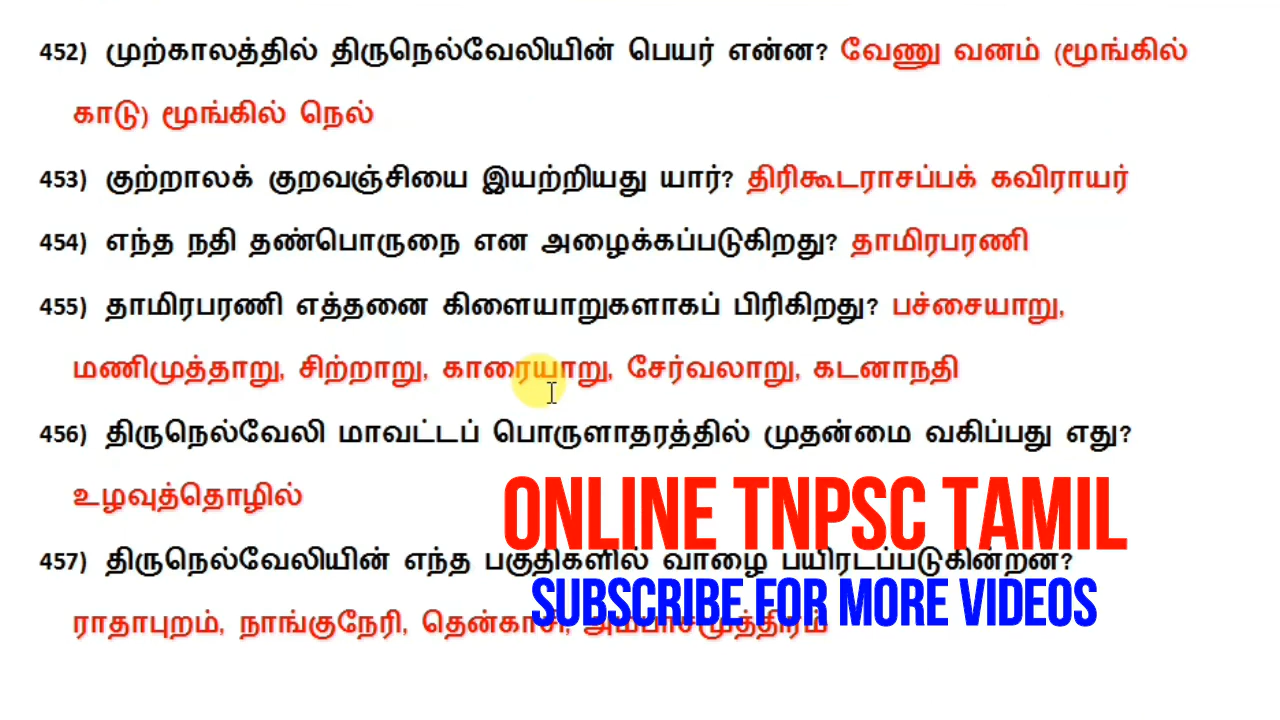 452) முற்காலத்தில் திருநெல்வேலியின் பெயர் என்ன? வேணு வனம் (மூங்கில்
காடு) மூங்கில் நெல்
453) குற்றாலக் குறவஞ்சியை இயற்றியது யார்? திரிகூடராசப்பக் கவிராயர்
454) எந்த நதி தண்பொருநை என அழைக்கப்படுகிறது? தாமிரபரணி
455) தாமிரபரணி எத்தனை கிளையாறுகளாகப் பிரிகிறது? பச்சையாறு,
மணிமுத்தாறு, சிற்றாறு, காரையாறு, சேர்வலாறு, கடனாநதி
456) திருநெல்வேலி மாவட்டப் பொருளாதரத்தில் முதன்மை வகிப்பது எது?
உழவுத்தொழில்
ONLINE TNPSC TAMIL
457) திருநெல்வேலியின் எந்த பகுதிகளில் வாழை பயிரடப்படுகின்றன?
SUBSCRIBE FOR MORE VIDEOS
ராதாபுறம், நாங்குநேரி, தென்காசி, அம்பாசமுத்திரம்